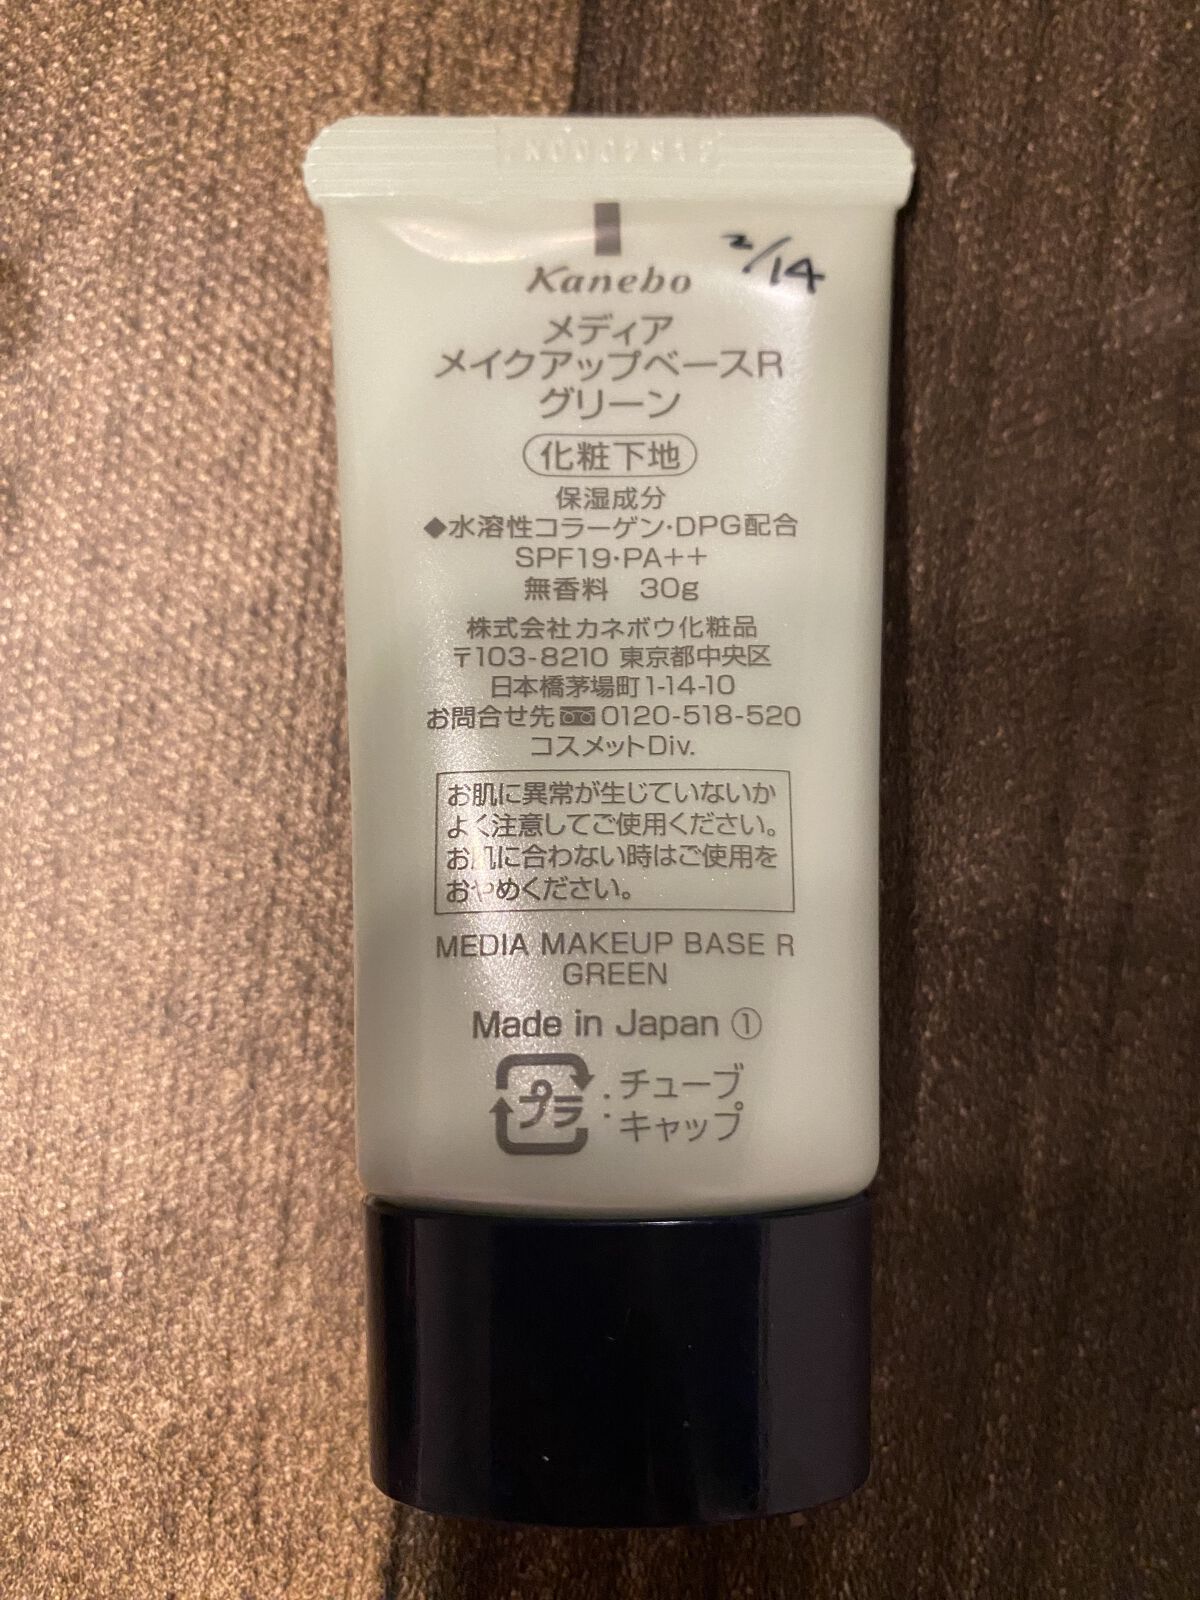 2/14
Kanebo
メディア
メイクアップベースR
グリーン
化粧下地
保湿成分
◆水溶性コラーゲン・DPG配合
SPF19・PA++
無香料 30g
株式会社カネボウ化粧品
〒103-8210 東京都中央区
日本橋茅場町1-14-10
お問合せ先 0120-518-520
コスメットDiv.
お肌に異常が生じていないか
よく注意してご使用ください。
お肌に合わない時はご使用を
おやめください。
MEDIA MAKEUP BASE R
GREEN
Made in Japan ①
プラ : チューブ
キャップ